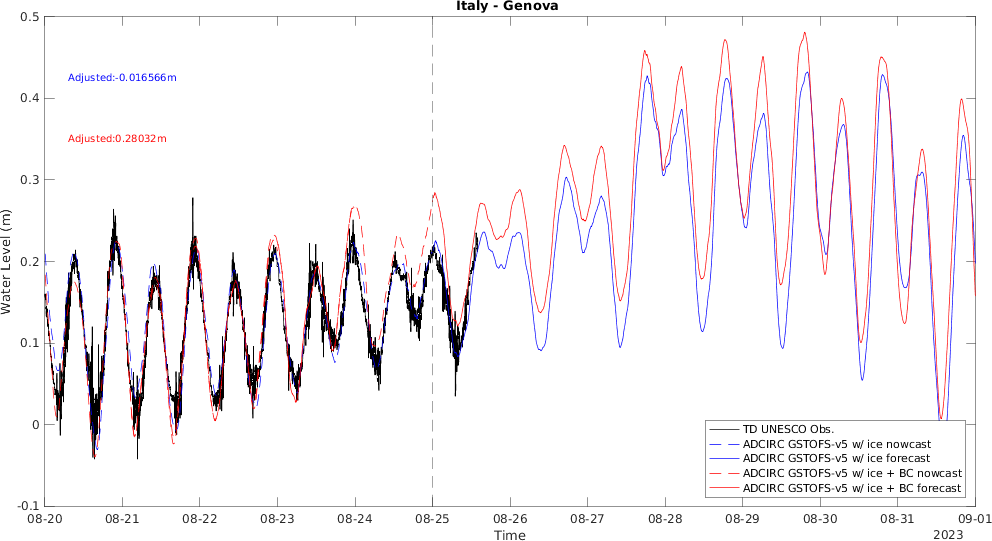 Italy - Genova
0.5
Adjusted:-0.016566m
0.4
Adjusted:0.28032m
0.3
0.2
0.1
0
-0.1
Water Level (m)
TD UNESCO Obs.
ADCIRC GSTOFS-v5 w/ ice nowcast
ADCIRC GSTOFS-v5 w/ ice forecast
ADCIRC GSTOFS-v5 w/ ice + BC nowcast
ADCIRC GSTOFS-v5 w/ ice + BC forecast
08-20 08-21 08-22 08-23 08-24 08-25 08-26 08-27 08-28 08-29 08-30 08-31 09-01
Time
2023